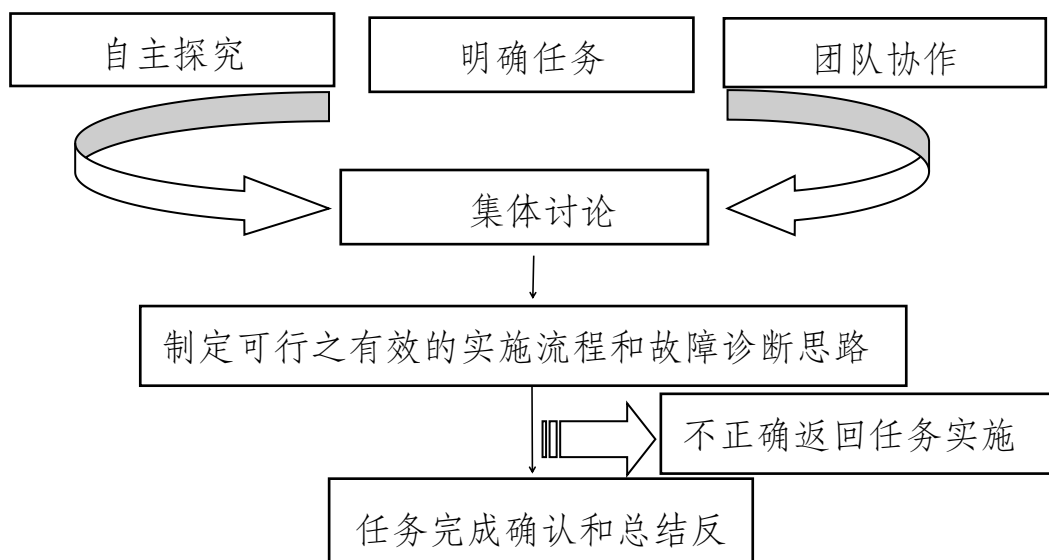 自主探究
明确任务
团队协作
集体讨论
制定可行之有效的实施流程和故障诊断思路
不正确返回任务实施
任务完成确认和总结反